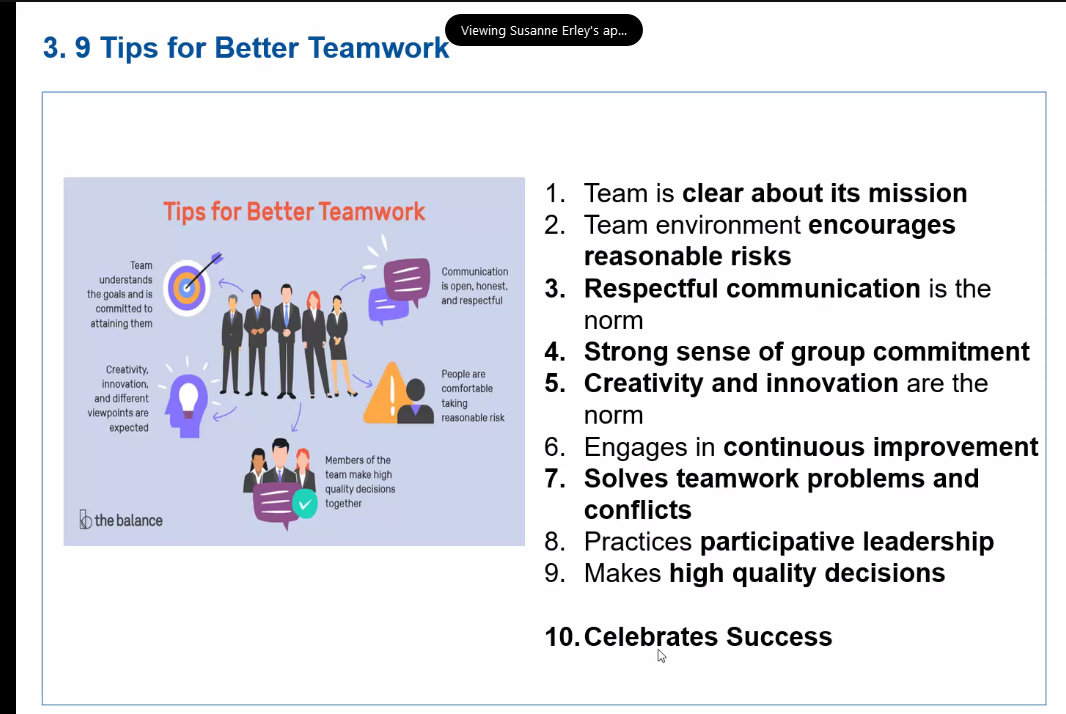 Viewing Susanne Erley's ap...
3. 9 Tips for Better Teamwork
Tips for Better Teamwork
Team
understands
the goals and is
committed to
attaining them
Communication
is open, honest,
and respectful
Creativity,
innovation,
and different
viewpoints are
expected
People are
comfortable
taking
reasonable risk
Members of the
team make high
quality decisions
together
the balance
1. Team is clear about its mission
2. Team environment encourages
reasonable risks
3. Respectful communication is the
norm
4. Strong sense of group commitment
5. Creativity and innovation are the
norm
6. Engages in continuous improvement
7. Solves teamwork problems and
conflicts
8. Practices participative leadership
9. Makes high quality decisions
10. Celebrates Success